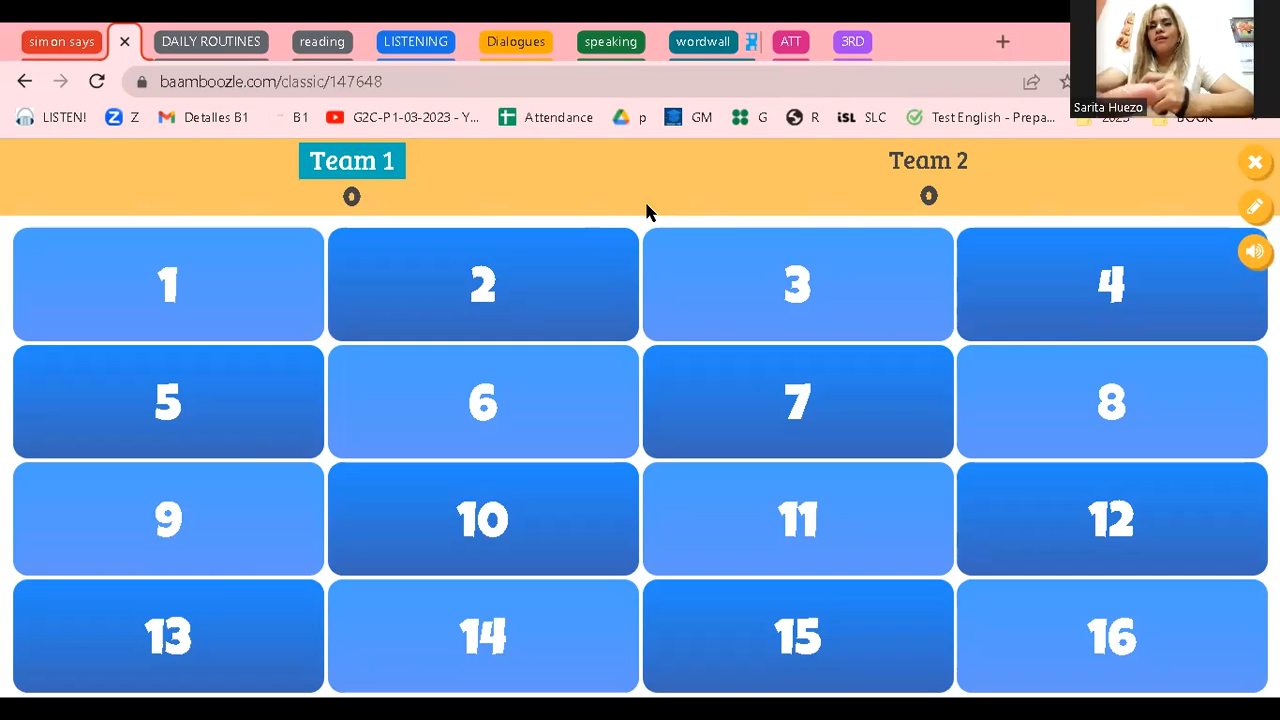 simon says DAILY ROUTINES reading LISTENING Dialogues speaking wordwall ATT 3RD
baamboozle.com/classic/147648
Sarita Huezo
LISTEN! Z Detalles B1 B1 G2C-P1-03-2023 - Y... Attendance p GM G R iSL SLC Test English - Prepa...
Team 1 Team 2
0 0
1 2 3 4
5 6 7 8
9 10 11 12
13 14 15 16